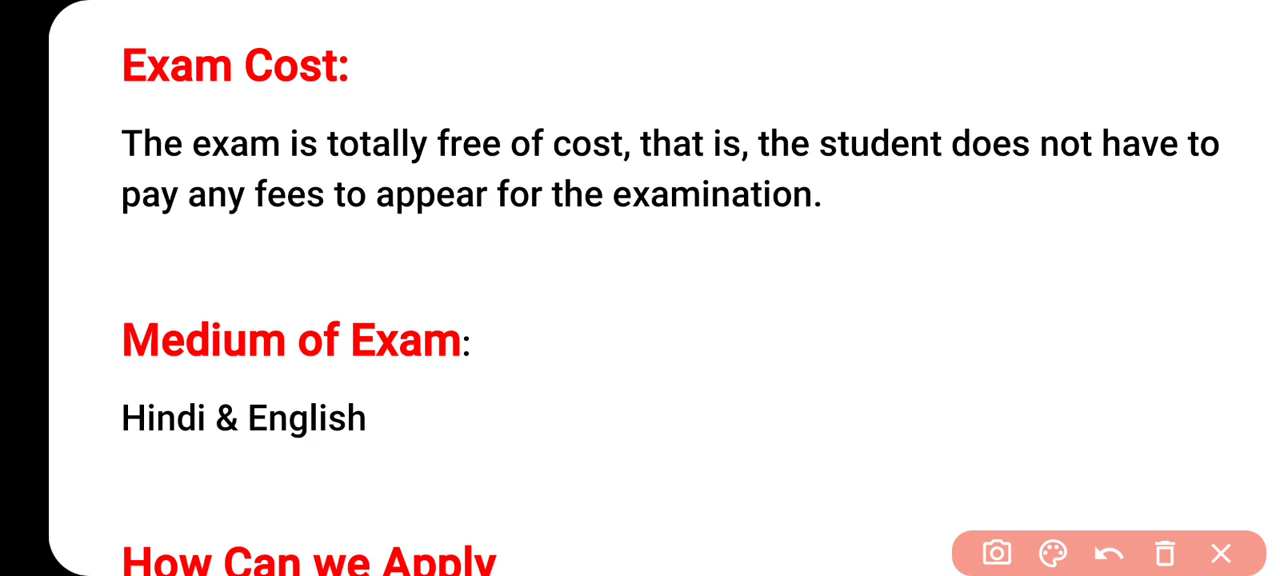 Exam Cost:
The exam is totally free of cost, that is, the student does not have to
pay any fees to appear for the examination.
Medium of Exam:
Hindi & English
How Can we Apply